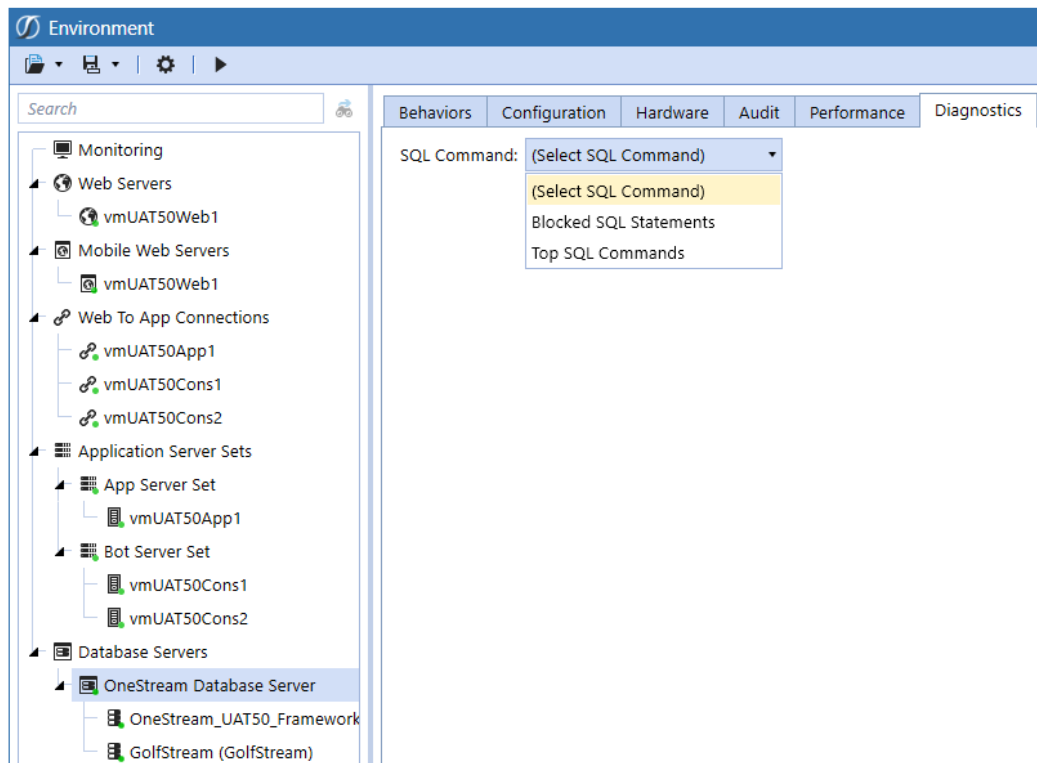 Environment
Search
Monitoring
Web Servers
vmUAT50Web1
Mobile Web Servers
vmUAT50Web1
Web To App Connections
vmUAT50App1
vmUAT50Cons1
vmUAT50Cons2
Application Server Sets
App Server Set
vmUAT50App1
Bot Server Set
vmUAT50Cons1
vmUAT50Cons2
Database Servers
OneStream Database Server
OneStream_UAT50_Framework
GolfStream (GolfStream)
Behaviors Configuration Hardware Audit Performance Diagnostics
SQL Command: (Select SQL Command)
(Select SQL Command)
Blocked SQL Statements
Top SQL Commands